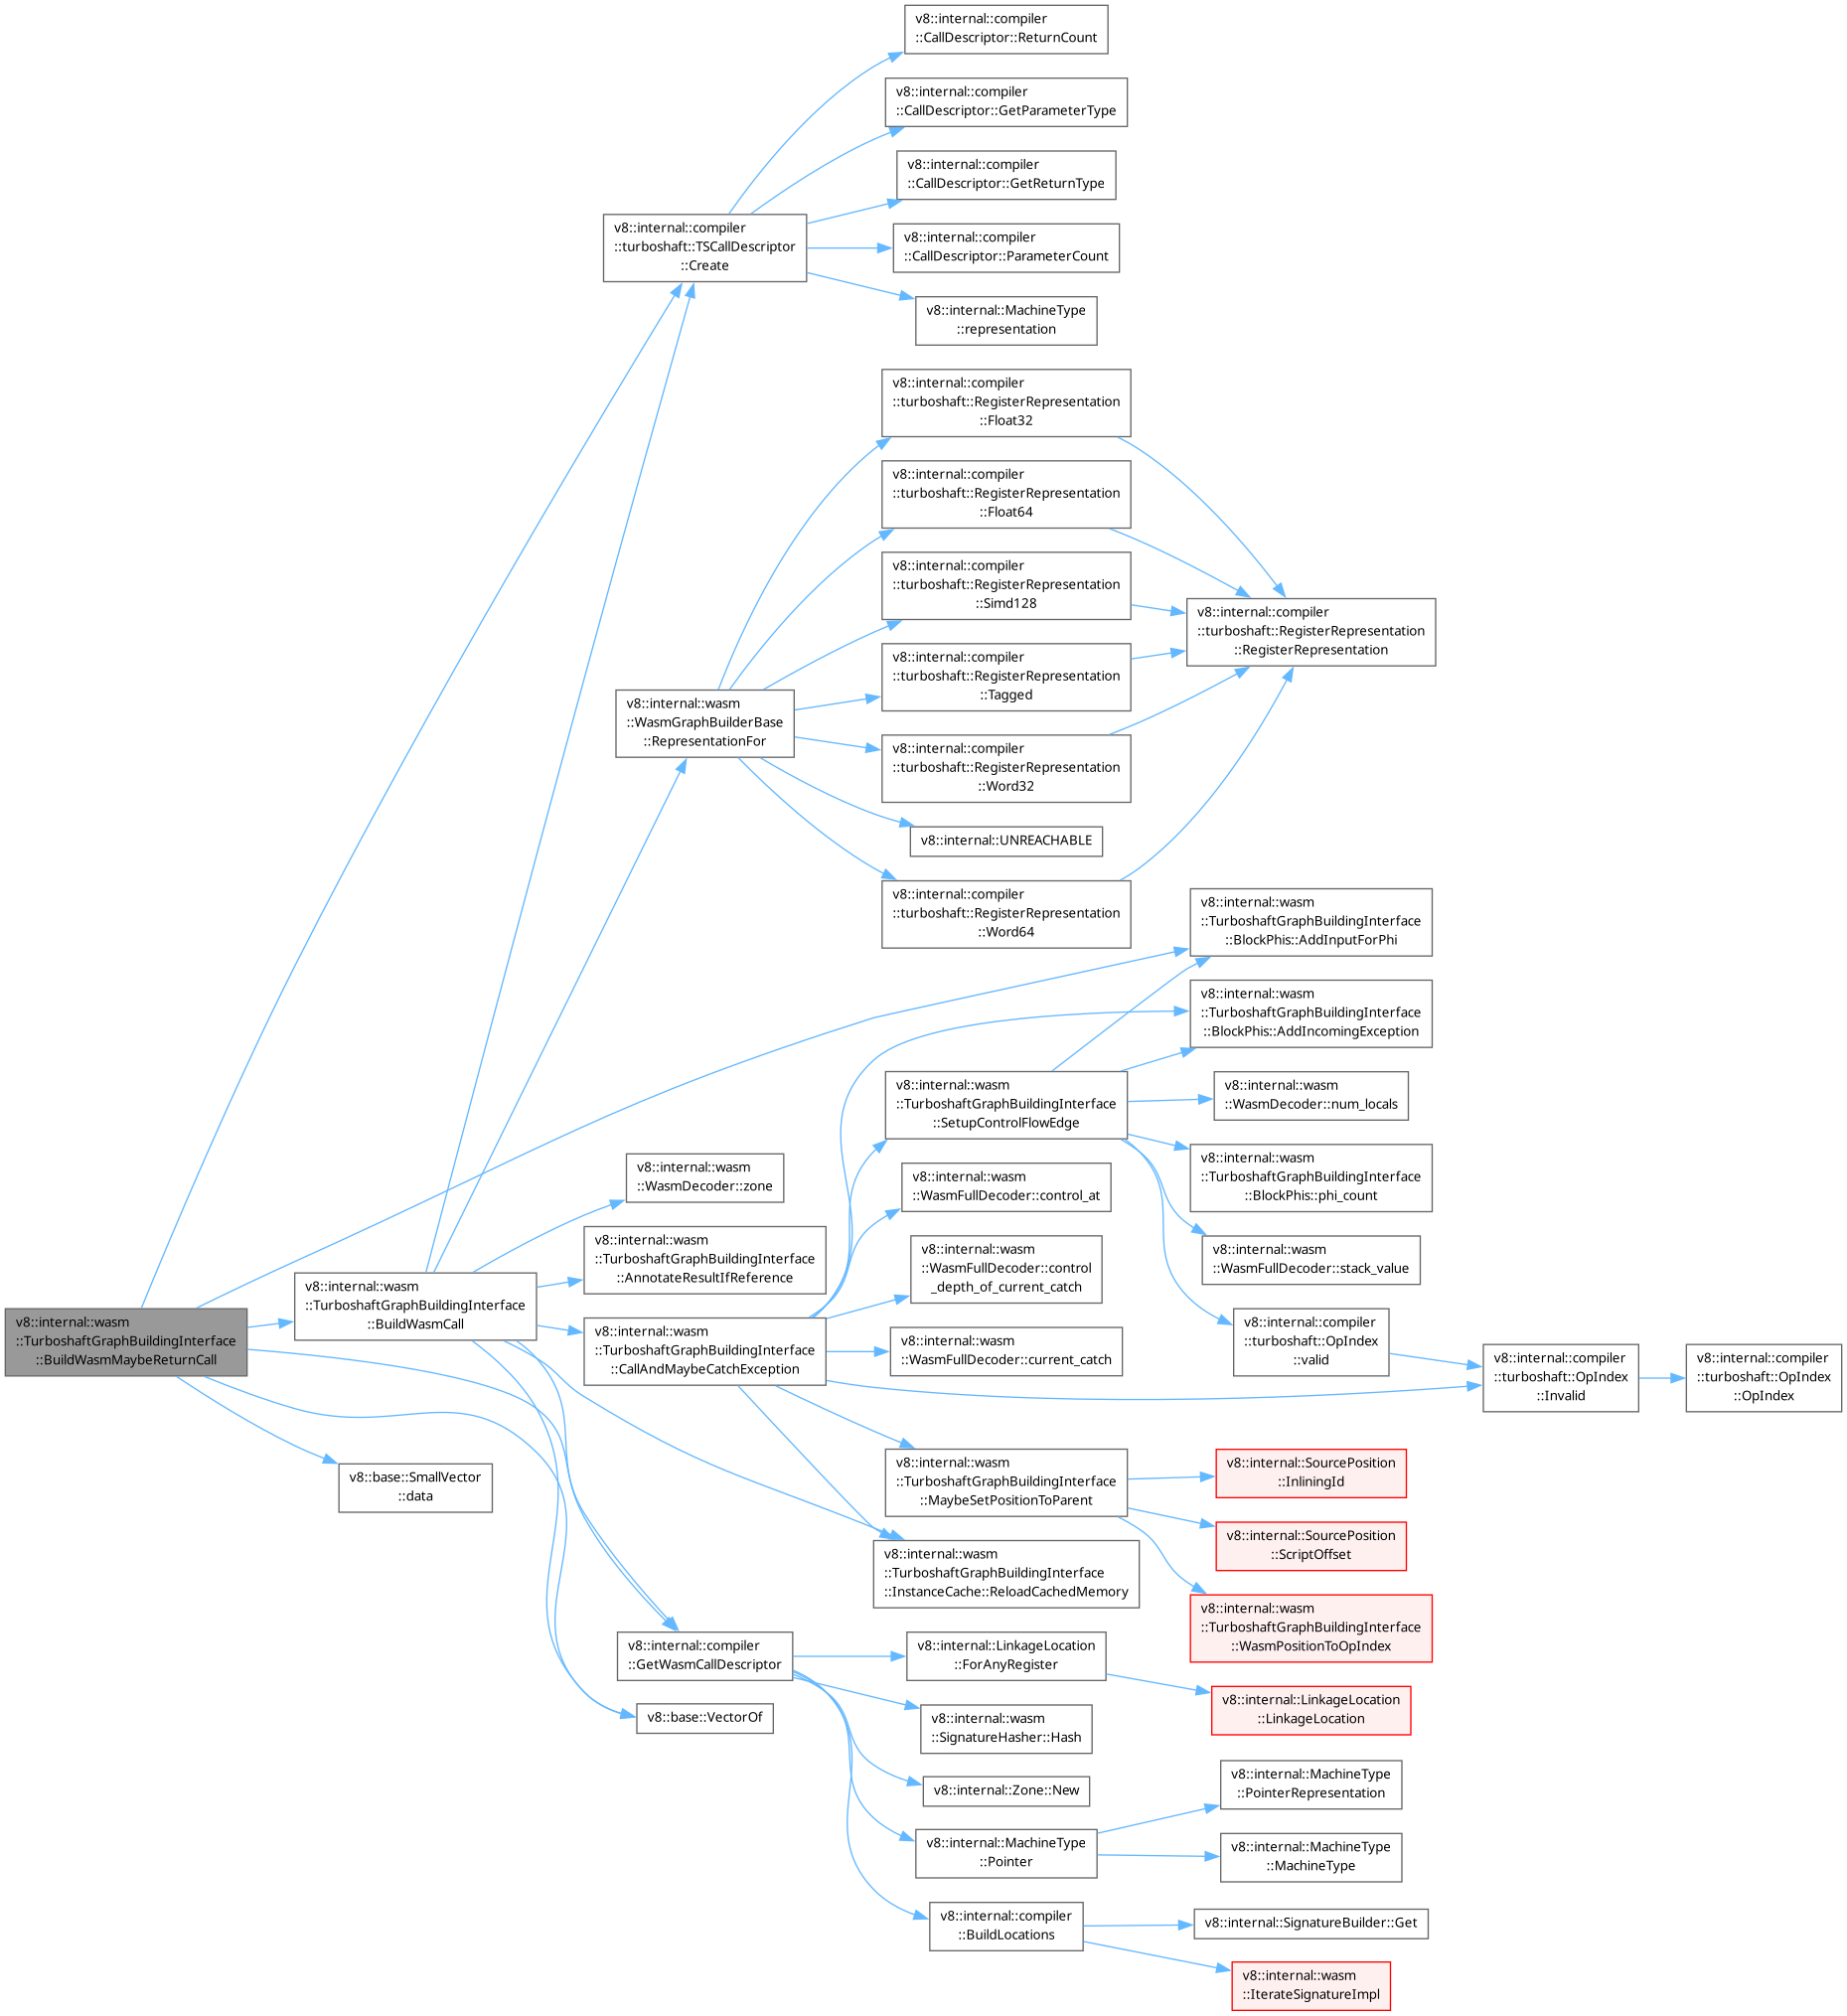 v8::internal::compiler
::CallDescriptor::ReturnCount
v8::internal::compiler
::CallDescriptor::GetParameterType
v8::internal::compiler
::CallDescriptor::GetReturnType
v8::internal::compiler
::turboshaft::TSCallDescriptor
::Create
v8::internal::compiler
::CallDescriptor::ParameterCount
v8::internal::MachineType
::representation
v8::internal::compiler
::turboshaft::RegisterRepresentation
::Float32
v8::internal::compiler
::turboshaft::RegisterRepresentation
::Float64
v8::internal::compiler
::turboshaft::RegisterRepresentation
::Simd128
v8::internal::compiler
::turboshaft::RegisterRepresentation
::RegisterRepresentation
v8::internal::compiler
::turboshaft::RegisterRepresentation
::Tagged
v8::internal::wasm
::WasmGraphBuilderBase
::RepresentationFor
v8::internal::compiler
::turboshaft::RegisterRepresentation
::Word32
v8::internal::UNREACHABLE
v8::internal::compiler
::turboshaft::RegisterRepresentation
::Word64
v8::internal::wasm
::TurboshaftGraphBuildingInterface
::BlockPhis::AddInputForPhi
v8::internal::wasm
::TurboshaftGraphBuildingInterface
::BlockPhis::AddIncomingException
v8::internal::wasm
::TurboshaftGraphBuildingInterface
::SetupControlFlowEdge
v8::internal::wasm
::WasmDecoder::num_locals
v8::internal::wasm
::TurboshaftGraphBuildingInterface
::BlockPhis::phi_count
v8::internal::wasm
::WasmDecoder::zone
v8::internal::wasm
::WasmFullDecoder::control_at
v8::internal::wasm
::WasmFullDecoder::stack_value
v8::internal::wasm
::TurboshaftGraphBuildingInterface
::AnnotateResultIfReference
v8::internal::wasm
::WasmFullDecoder::control
_depth_of_current_catch
v8::internal::wasm
::TurboshaftGraphBuildingInterface
::BuildWasmCall
v8::internal::wasm
::TurboshaftGraphBuildingInterface
::BuildWasmMaybeReturnCall
v8::internal::wasm
::TurboshaftGraphBuildingInterface
::CallAndMaybeCatchException
v8::internal::wasm
::WasmFullDecoder::current_catch
v8::internal::compiler
::turboshaft::OpIndex
::valid
v8::internal::compiler
::turboshaft::OpIndex
::Invalid
v8::internal::compiler
::turboshaft::OpIndex
::OpIndex
v8::base::SmallVector
::data
v8::internal::wasm
::TurboshaftGraphBuildingInterface
::MaybeSetPositionToParent
v8::internal::SourcePosition
::InliningId
v8::internal::SourcePosition
::ScriptOffset
v8::internal::wasm
::TurboshaftGraphBuildingInterface
::InstanceCache::ReloadCachedMemory
v8::internal::wasm
::TurboshaftGraphBuildingInterface
::WasmPositionToOpIndex
v8::internal::compiler
::GetWasmCallDescriptor
v8::internal::LinkageLocation
::ForAnyRegister
v8::internal::LinkageLocation
::LinkageLocation
v8::base::VectorOf
v8::internal::wasm
::SignatureHasher::Hash
v8::internal::Zone::New
v8::internal::MachineType
::PointerRepresentation
v8::internal::MachineType
::Pointer
v8::internal::MachineType
::MachineType
v8::internal::compiler
::BuildLocations
v8::internal::SignatureBuilder::Get
v8::internal::wasm
::IterateSignatureImpl